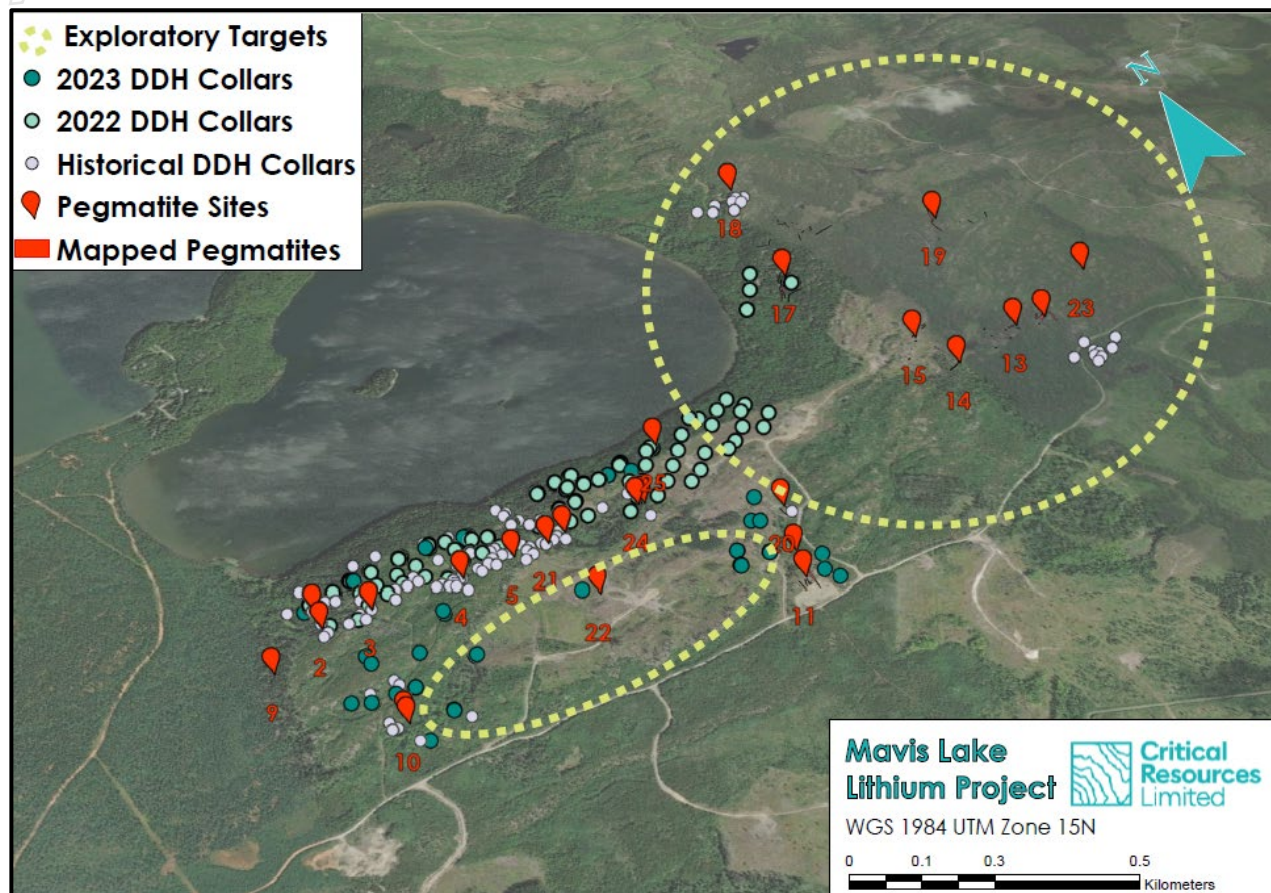 Exploratory Targets
2023 DDH Collars
2022 DDH Collars
Historical DDH Collars
Pegmatite Sites
Mapped Pegmatites
N
18
19
17
23
15
13
14
25
24
20
21
5
22
11
4
3
2
9
10
Mavis Lake
Lithium Project
Critical
Resources
Limited
WGS 1984 UTM Zone 15N
0 0.1 0.3 0.5
Kilometers